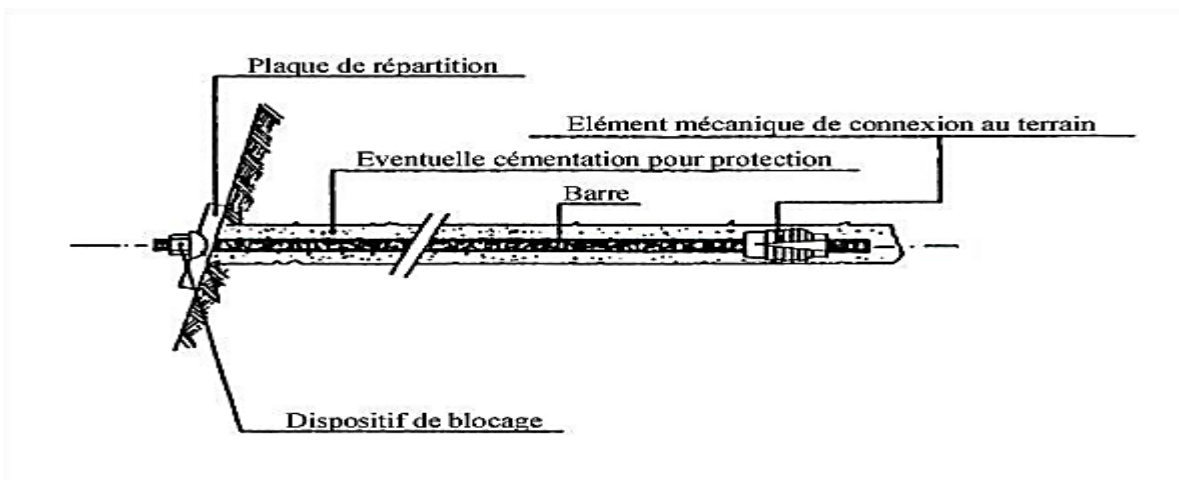 Plaque de répartition
Elément mécanique de connexion au terrain
Eventuelle cémentation pour protection
Barre
Dispositif de blocage